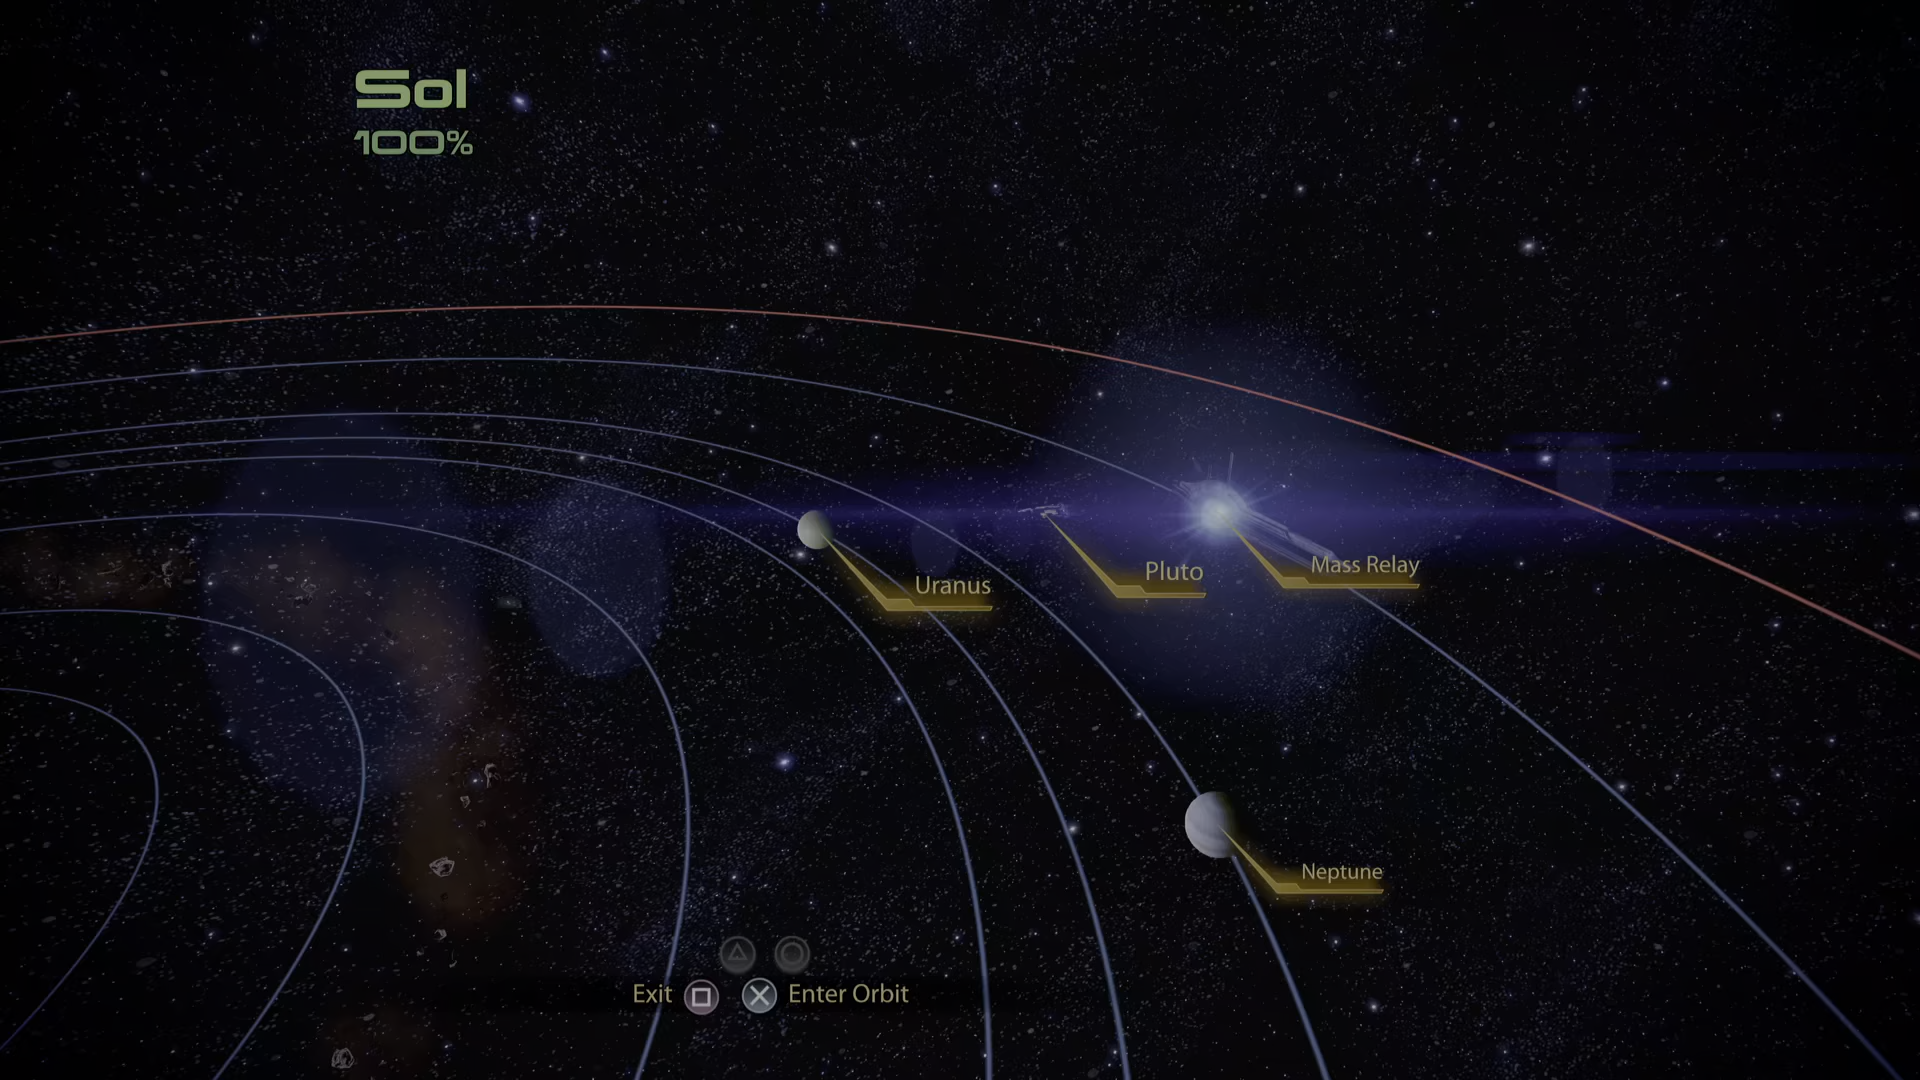 Sol
100%
Mass Relay
Pluto
Uranus
Neptune
Exit
Enter Orbit